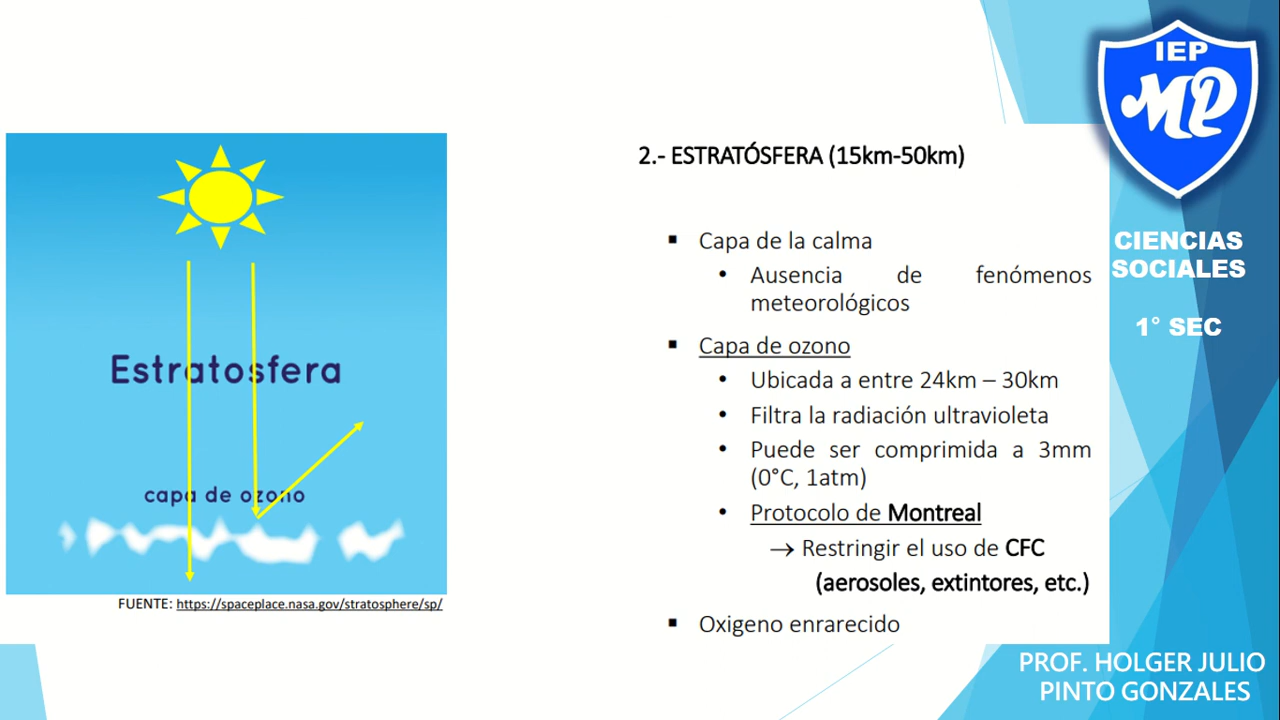 IEP
MP
CIENCIAS
SOCIALES
1° SEC
Estratosfera
capa de ozono
FUENTE: https://spaceplace.nasa.gov/stratosphere/sp/
2.- ESTRATÓSFERA (15km-50km)
▪ Capa de la calma
• Ausencia de fenómenos
meteorológicos
▪ Capa de ozono
• Ubicada a entre 24km – 30km
• Filtra la radiación ultravioleta
• Puede ser comprimida a 3mm
(0°C, 1atm)
• Protocolo de Montreal
→ Restringir el uso de CFC
(aerosoles, extintores, etc.)
▪ Oxigeno enrarecido
PROF. HOLGER JULIO
PINTO GONZALES